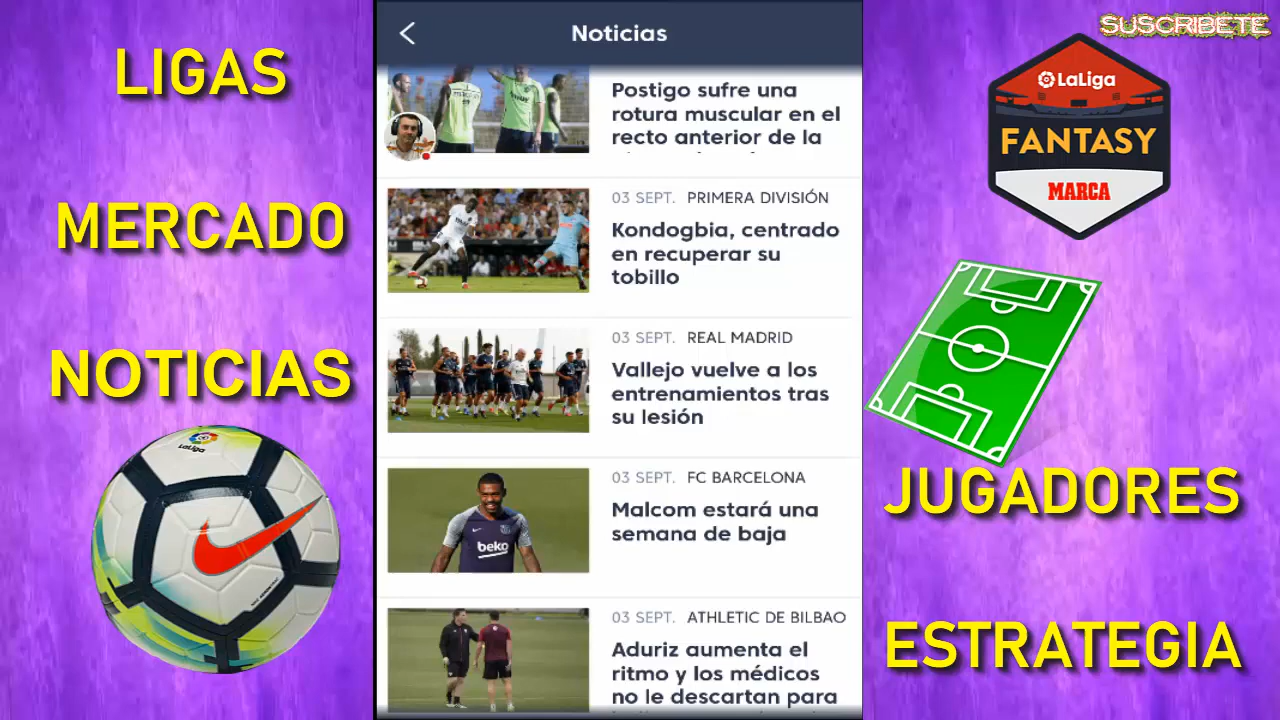 SUSCRIBETE
LIGAS
MERCADO
NOTICIAS
LaLiga
Noticias
Postigo sufre una
rotura muscular en el
recto anterior de la
03 SEPT. PRIMERA DIVISIÓN
Kondogbia, centrado
en recuperar su
tobillo
03 SEPT. REAL MADRID
Vallejo vuelve a los
entrenamientos tras
su lesión
03 SEPT. FC BARCELONA
Malcom estará una
semana de baja
beko
03 SEPT. ATHLETIC DE BILBAO
Aduriz aumenta el
ritmo y los médicos
no le descartan para
LaLiga
FANTASY
MARCA
JUGADORES
ESTRATEGIA